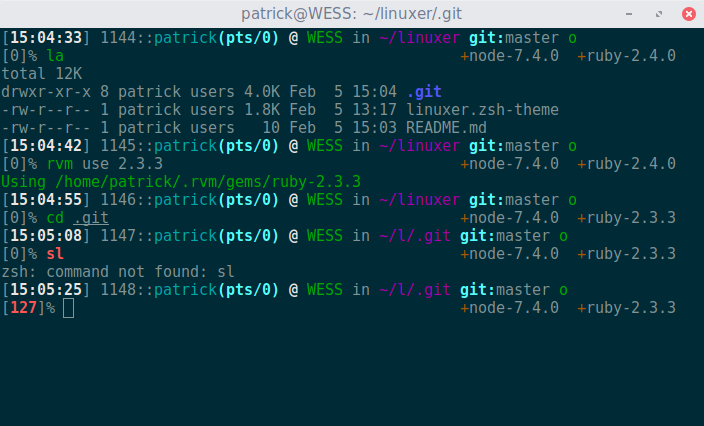 patrick@WESS: ~/linuxer/.git
[15:04:33] 1144::patrick(pts/0) @ WESS in ~/linuxer git:master o
[0]% la +node-7.4.0 +ruby-2.4.0
total 12K
drwxr-xr-x 8 patrick users 4.0K Feb 5 15:04 .git
-rw-r--r-- 1 patrick users 1.8K Feb 5 13:17 linuxer.zsh-theme
-rw-r--r-- 1 patrick users 10 Feb 5 15:03 README.md
[15:04:42] 1145::patrick(pts/0) @ WESS in ~/linuxer git:master o
[0]% rvm use 2.3.3 +node-7.4.0 +ruby-2.4.0
Using /home/patrick/.rvm/gems/ruby-2.3.3
[15:04:55] 1146::patrick(pts/0) @ WESS in ~/linuxer git:master o
[0]% cd .git +node-7.4.0 +ruby-2.3.3
[15:05:08] 1147::patrick(pts/0) @ WESS in ~/l/.git git:master o
[0]% sl +node-7.4.0 +ruby-2.3.3
zsh: command not found: sl
[15:05:25] 1148::patrick(pts/0) @ WESS in ~/l/.git git:master o
[127]% +node-7.4.0 +ruby-2.3.3